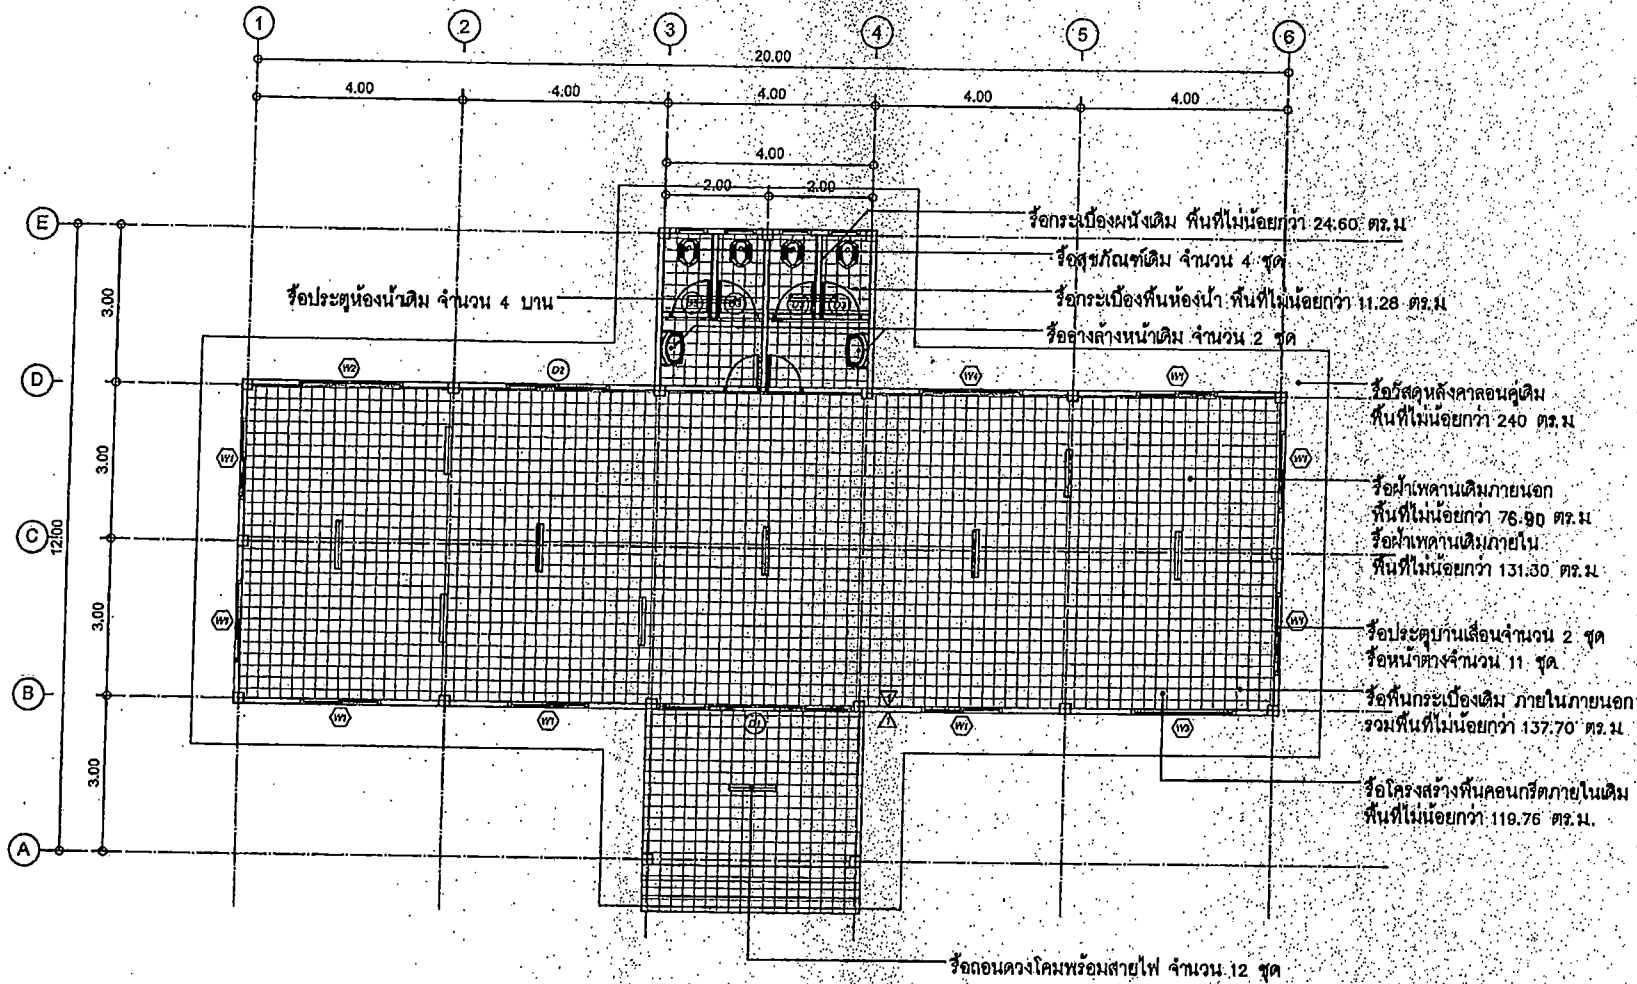 1 2 3 4 5 6
20.00
4.00 4.00 4.00 4.00 4.00
4.00
2.00 2.00
E
D
C
B
A
3.00
3.00
3.00
3.00
12.00
รื้อกระเบื้องผนังเดิม พื้นที่ไม่น้อยกว่า 24.60 ตร.ม
รื้อสุขภัณฑ์เดิม จำนวน 4 ชุด
รื้อประตูห้องน้ำเดิม จำนวน 4 บาน
รื้อกระเบื้องพื้นห้องน้ำ พื้นที่ไม่น้อยกว่า 11.28 ตร.ม
รื้ออ่างล้างหน้าเดิม จำนวน 2 ชุด
D3 D3 D3 D3
W2 D2 W4 W1
รื้อวัสดุหลังคาลอนคู่เดิม
พื้นที่ไม่น้อยกว่า 240 ตร.ม
W1 W1
รื้อฝ้าเพดานเดิมภายนอก
พื้นที่ไม่น้อยกว่า 76.90 ตร.ม
รื้อฝ้าเพดานเดิมภายใน
พื้นที่ไม่น้อยกว่า 131.30 ตร.ม
W1 W1
รื้อประตูบานเลื่อนจำนวน 2 ชุด
รื้อหน้าต่างจำนวน 11 ชุด
รื้อพื้นกระเบื้องเดิม ภายในภายนอก
รวมพื้นที่ไม่น้อยกว่า 137.70 ตร.ม
W1 W1 D1 W1 W3
รื้อโครงสร้างพื้นคอนกรีตภายในเดิม
พื้นที่ไม่น้อยกว่า 119.76 ตร.ม.
รื้อถอนดวงโคมพร้อมสายไฟ จำนวน 12 ชุด